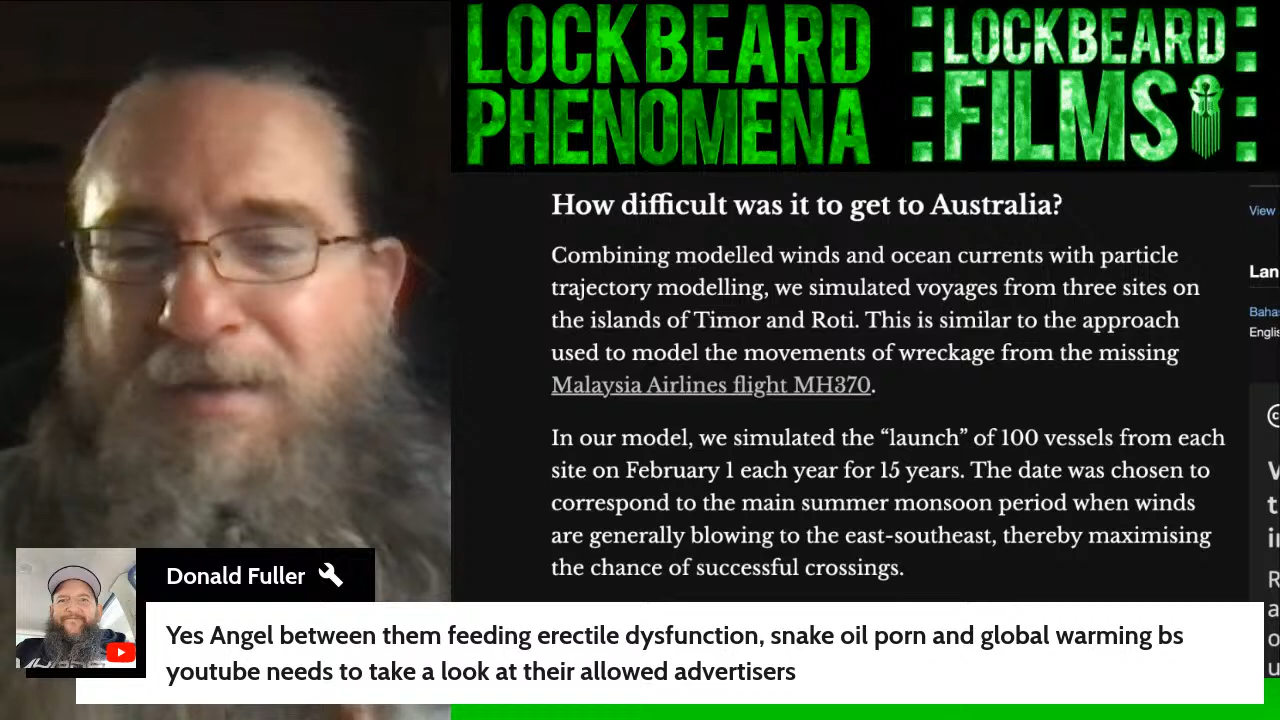 LOCKBEARD
PHENOMENA
LOCKBEARD
FILMS
How difficult was it to get to Australia?
Combining modelled winds and ocean currents with particle
trajectory modelling, we simulated voyages from three sites on
the islands of Timor and Roti. This is similar to the approach
used to model the movements of wreckage from the missing
Malaysia Airlines flight MH370.
In our model, we simulated the “launch” of 100 vessels from each
site on February 1 each year for 15 years. The date was chosen to
correspond to the main summer monsoon period when winds
are generally blowing to the east-southeast, thereby maximising
the chance of successful crossings.
View
Lan
Baha
Englis
Donald Fuller
Yes Angel between them feeding erectile dysfunction, snake oil porn and global warming bs
youtube needs to take a look at their allowed advertisers